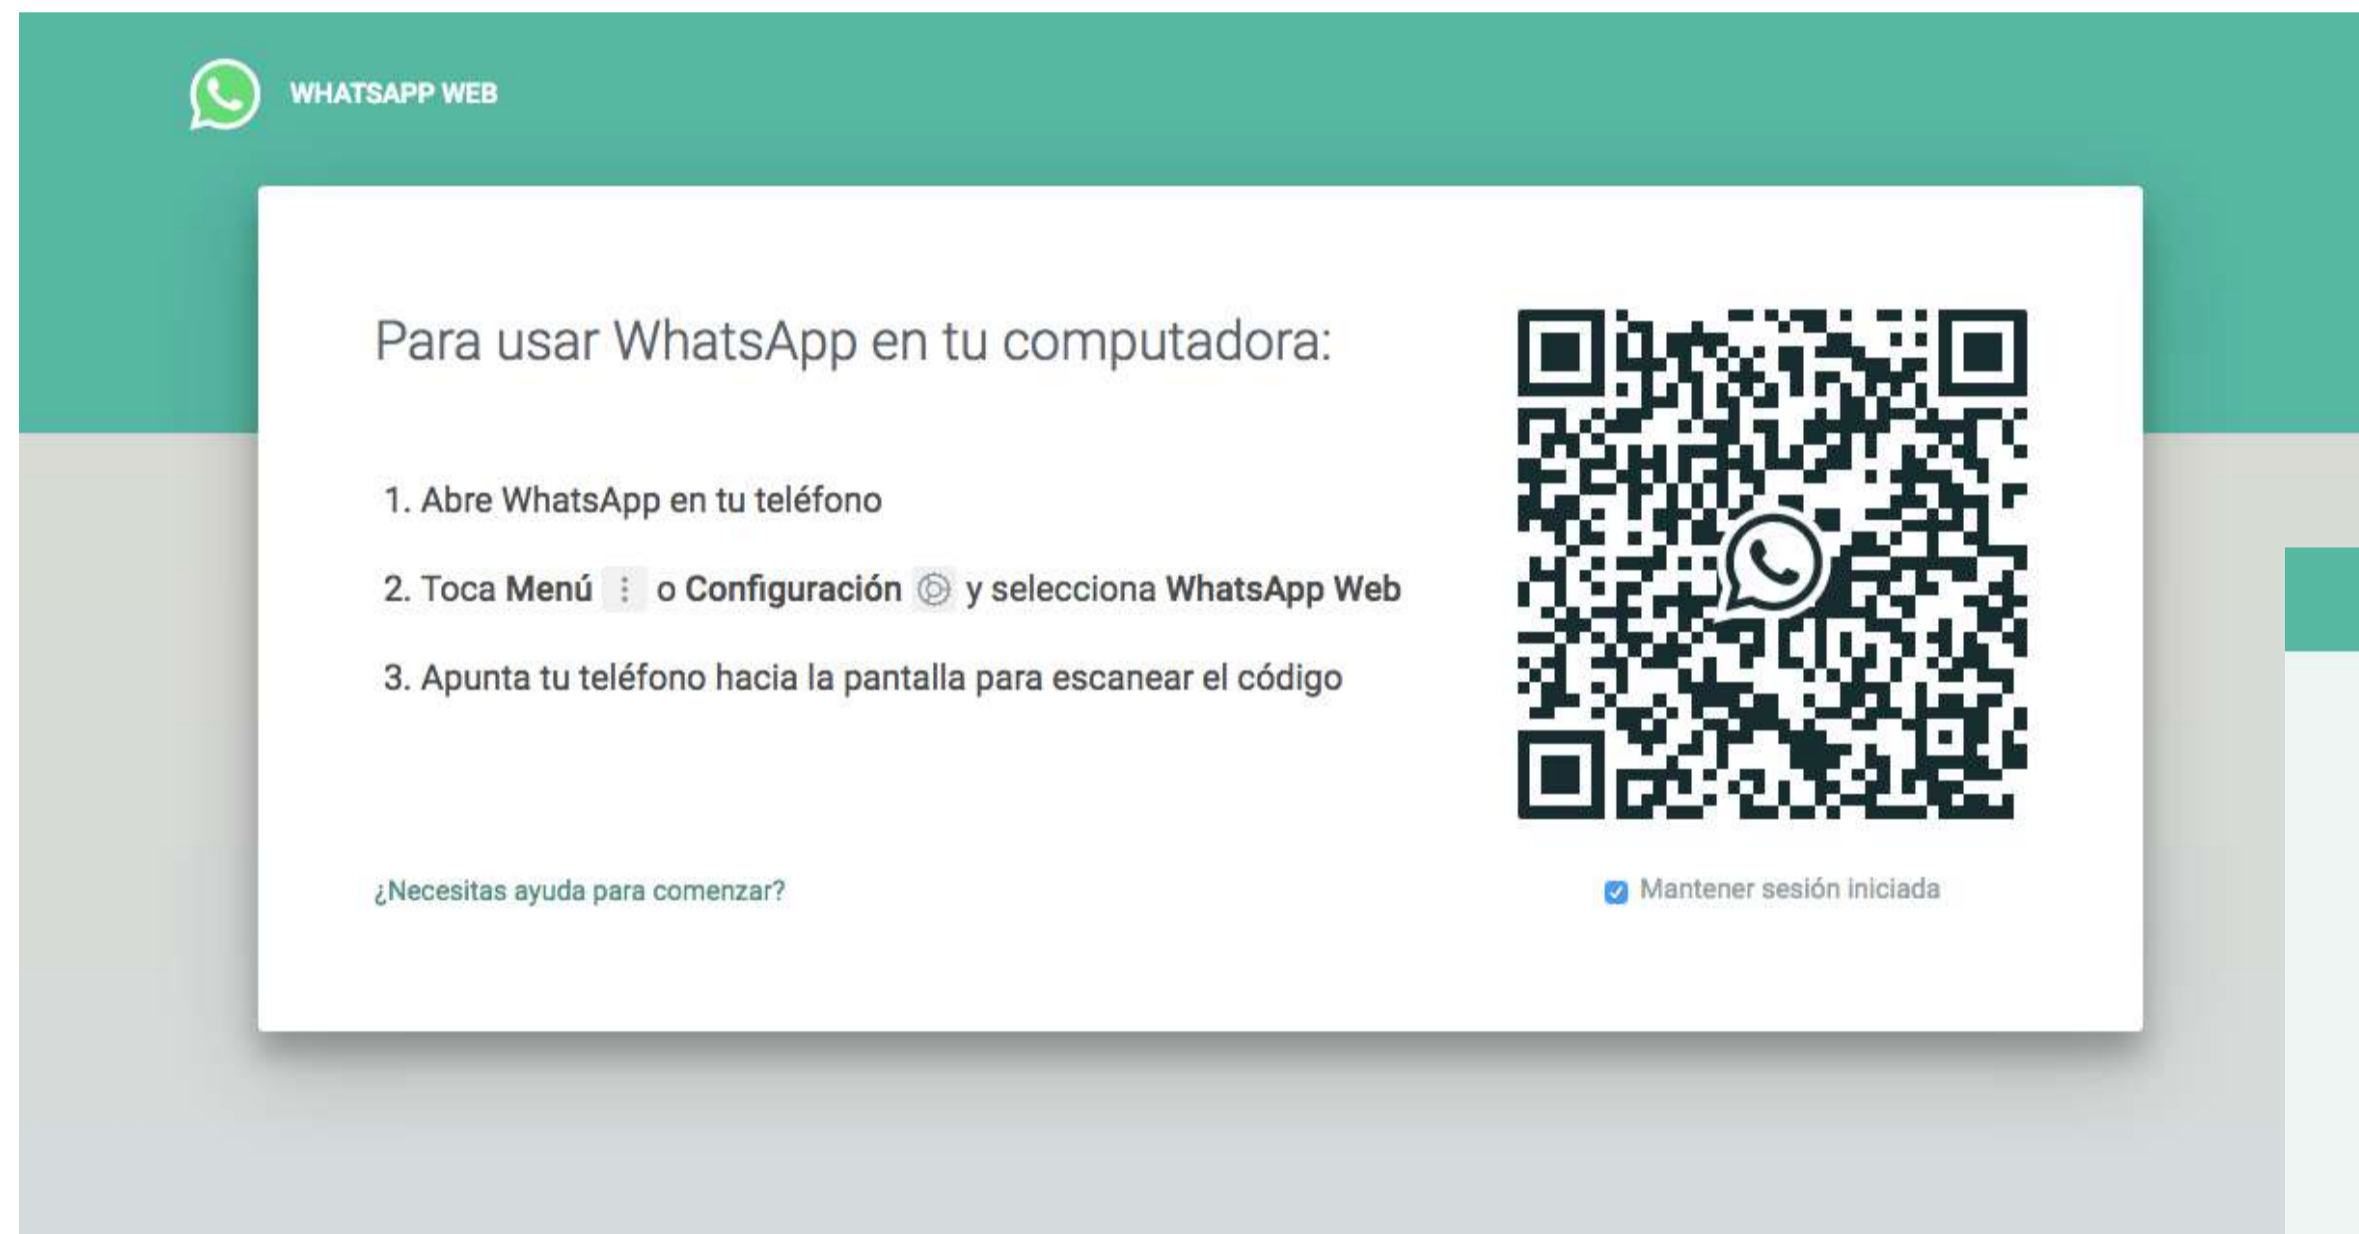 WHATSAPP WEB
Para usar WhatsApp en tu computadora:
1. Abre WhatsApp en tu teléfono
2. Toca Menú o Configuración y selecciona WhatsApp Web
3. Apunta tu teléfono hacia la pantalla para escanear el código
¿Necesitas ayuda para comenzar?
Mantener sesión iniciada